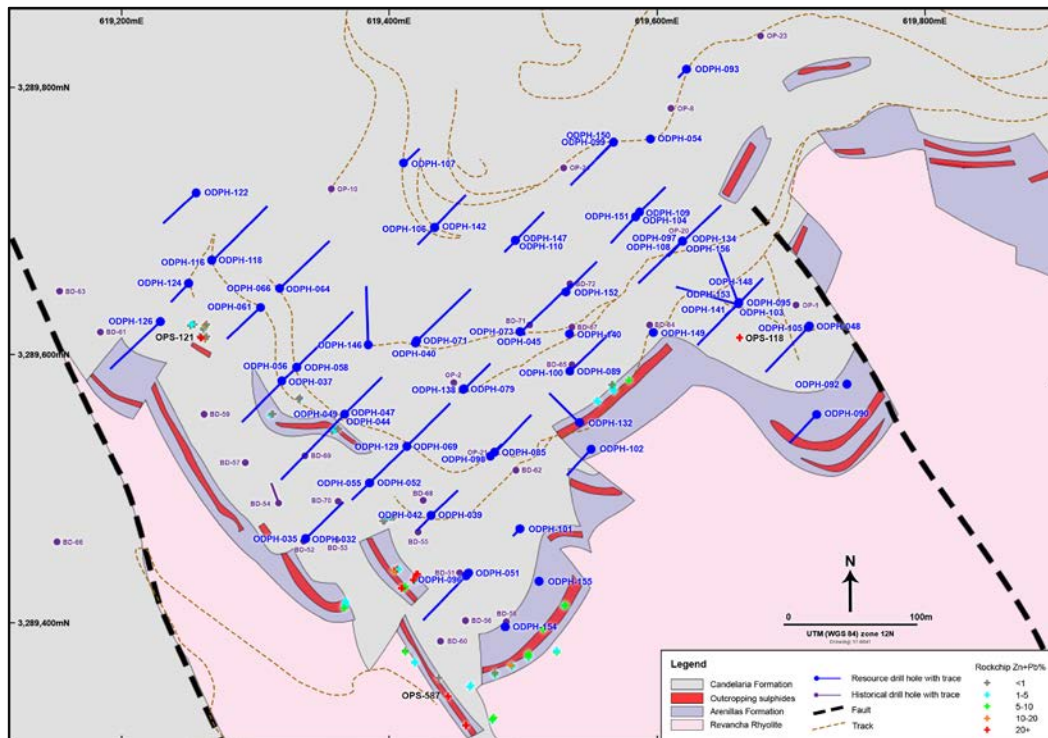 619,200mE
619,400mE
619,600mE
619,800mE
OP-23
ODPH-093
3,289,800mN
OP-8
ODPH-150
ODPH-099
ODPH-054
ODPH-107
OP-10
ODPH-122
ODPH-109
ODPH-151
ODPH-104
ODPH-106
ODPH-142
OP-20
ODPH-147
ODPH-110
ODPH-097
ODPH-134
ODPH-108
ODPH-156
ODPH-116
ODPH-118
ODPH-124
ODPH-066
ODPH-064
BD-63
BD-72
ODPH-152
ODPH-148
ODPH-153
ODPH-095
OP-1
ODPH-141
ODPH-103
ODPH-061
ODPH-126
BD-61
BD-71
BD-67
BD-64
ODPH-105
ODPH-048
OPS-121
ODPH-073
ODPH-045
ODPH-140
ODPH-149
OPS-118
ODPH-146
ODPH-071
ODPH-040
3,289,600mN
BD-65
ODPH-056
ODPH-058
ODPH-100
ODPH-089
ODPH-037
OP-2
ODPH-138
ODPH-079
ODPH-092
BD-59
ODPH-049
ODPH-047
ODPH-044
ODPH-132
ODPH-090
ODPH-129
ODPH-069
OP-21
ODPH-085
ODPH-098
ODPH-102
BD-57
BD-69
BD-62
ODPH-055
ODPH-052
BD-54
BD-70
BD-68
ODPH-042
ODPH-039
BD-66
ODPH-035
ODPH-032
BD-52
BD-53
BD-55
ODPH-101
BD-51
ODPH-051
ODPH-096
ODPH-155
N
3,289,400mN
BD-56
BD-58
ODPH-154
BD-60
0
100m
UTM (WGS 84) zone 12N
OPS-587
Legend
Candelaria Formation
Outcropping sulphides
Arenillas Formation
Revancha Rhyolite
Resource drill hole with trace
Historical drill hole with trace
Fault
Track
Rockchip Zn+Pb%
<1
1-5
5-10
10-20
20+